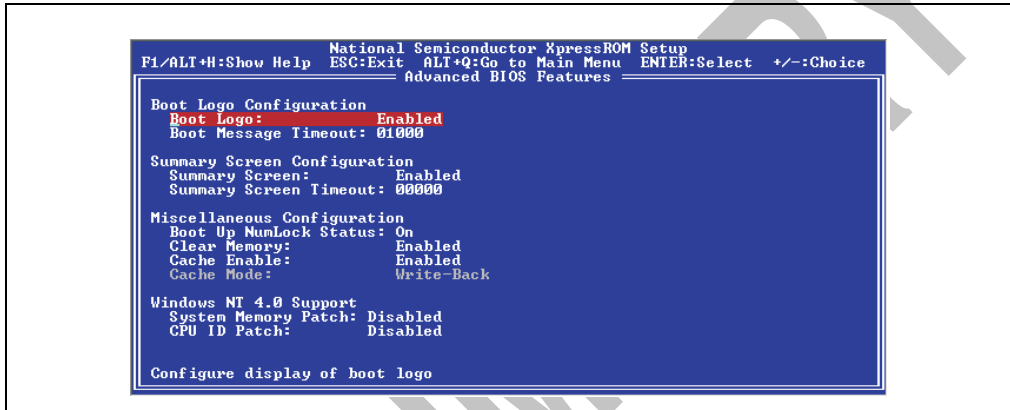 National Semiconductor XpressROM Setup
F1/ALT+H:Show Help ESC:Exit ALT+Q:Go to Main Menu ENTER:Select +/-:Choice
Advanced BIOS Features
Boot Logo Configuration
Boot Logo: Enabled
Boot Message Timeout: 01000
Summary Screen Configuration
Summary Screen: Enabled
Summary Screen Timeout: 00000
Miscellaneous Configuration
Boot Up NumLock Status: On
Clear Memory: Enabled
Cache Enable: Enabled
Cache Mode: Write-Back
Windows NT 4.0 Support
System Memory Patch: Disabled
CPU ID Patch: Disabled
Configure display of boot logo